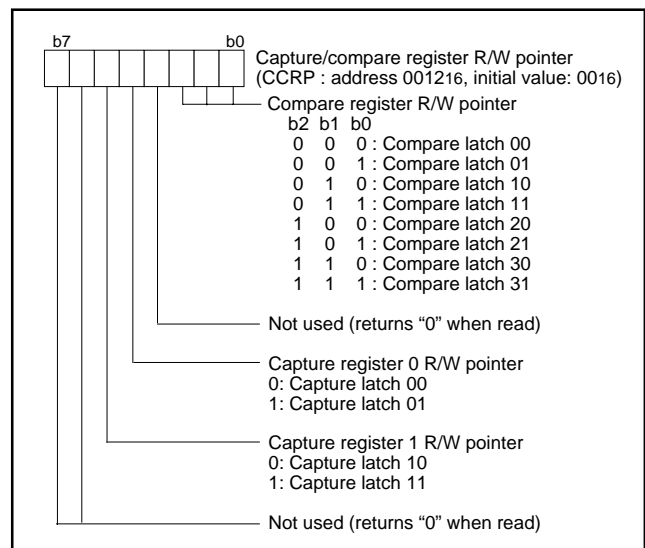 b7 b0
Capture/compare register R/W pointer
(CCRP : address 001216, initial value: 0016)
Compare register R/W pointer
b2 b1 b0
0 0 0 : Compare latch 00
0 0 1 : Compare latch 01
0 1 0 : Compare latch 10
0 1 1 : Compare latch 11
1 0 0 : Compare latch 20
1 0 1 : Compare latch 21
1 1 0 : Compare latch 30
1 1 1 : Compare latch 31
Not used (returns “0” when read)
Capture register 0 R/W pointer
0: Capture latch 00
1: Capture latch 01
Capture register 1 R/W pointer
0: Capture latch 10
1: Capture latch 11
Not used (returns “0” when read)